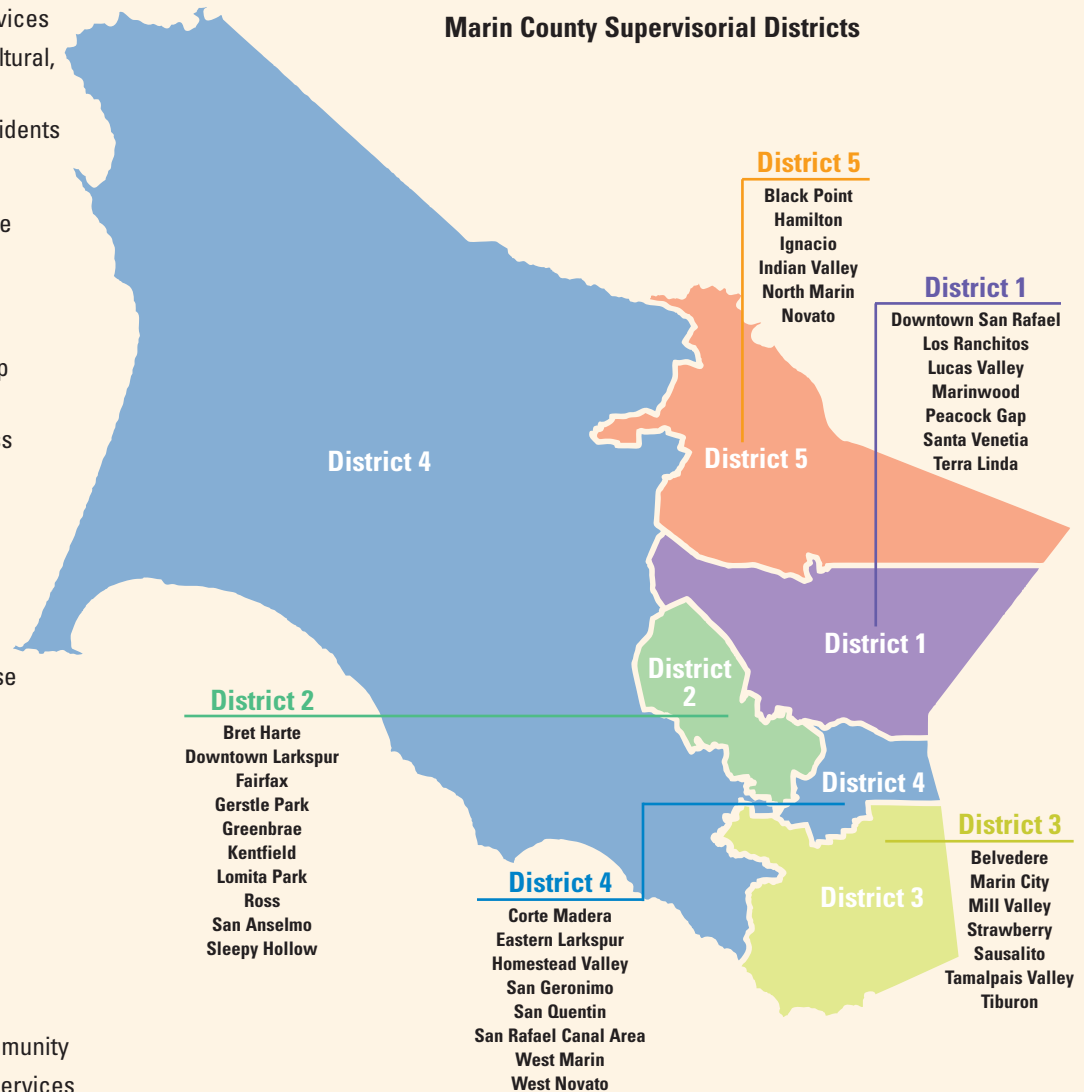 vices
ltural,
idents
e
p
ss
se
munity
ervices
Marin County Supervisorial Districts
District 5
Black Point
Hamilton
Ignacio
Indian Valley
North Marin
Novato
District 1
Downtown San Rafael
Los Ranchitos
Lucas Valley
Marinwood
Peacock Gap
Santa Venetia
Terra Linda
District 4
District 5
District 1
District
2
District 4
District 3
District 2
Bret Harte
Downtown Larkspur
Fairfax
Gerstle Park
Greenbrae
Kentfield
Lomita Park
Ross
San Anselmo
Sleepy Hollow
District 4
Corte Madera
Eastern Larkspur
Homestead Valley
San Geronimo
San Quentin
San Rafael Canal Area
West Marin
West Novato
District 3
Belvedere
Marin City
Mill Valley
Strawberry
Sausalito
Tamalpais Valley
Tiburon